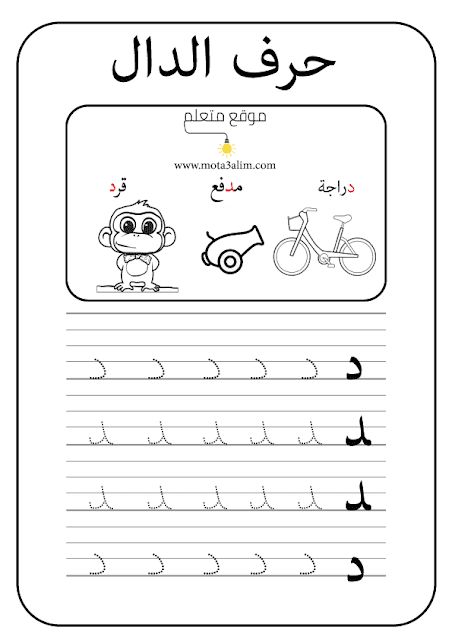 حرف الدال
موقع متعلم
www.mota3alim.com
دراجة مدفع قرد
د د د د د د
ـد ـد ـد ـد ـد ـد
ـد ـد ـد ـد ـد ـد
د د د د د د